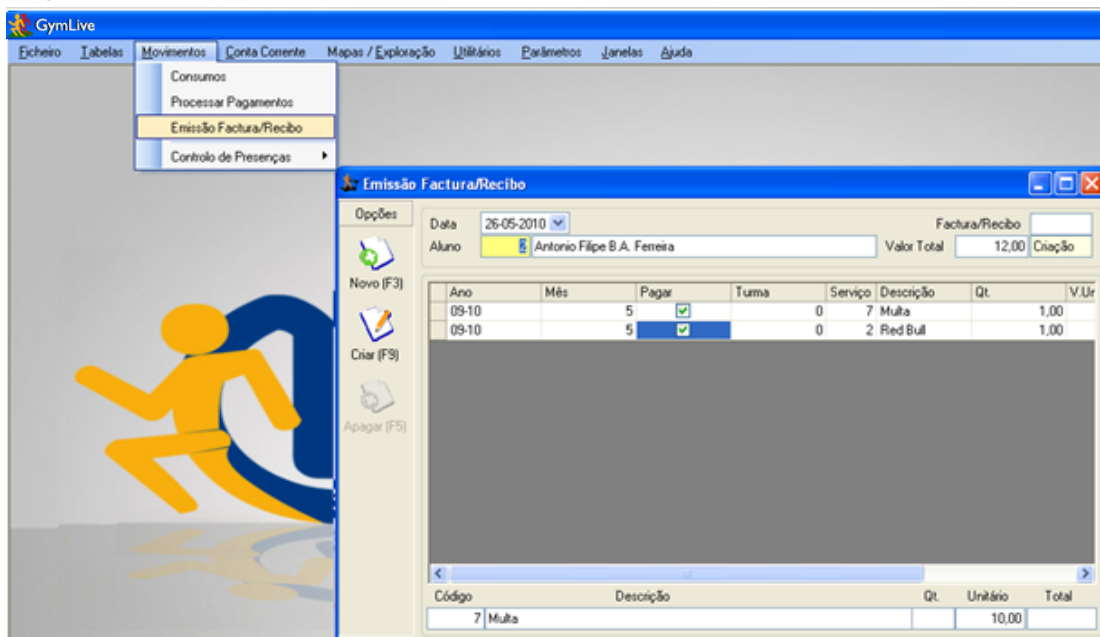 GymLive
Ficheiro Tabelas Movimentos Conta Corrente Mapas / Exploração Utilitários Parâmetros Janelas Ajuda
Consumos
Processar Pagamentos
Emissão Factura/Recibo
Controlo de Presenças
Emissão Factura/Recibo
Opções
Novo (F3)
Criar (F9)
Apagar (F5)
Data 26-05-2010 Factura/Recibo
Aluno 2 Antonio Filipe B.A. Ferreira Valor Total 12,00 Criação
Ano Mês Pagar Turma Serviço Descrição Qt. V.Ur
09-10 5 0 7 Multa 1,00
09-10 5 0 2 Red Bull 1,00
Código Descrição Qt. Unitário Total
7 Multa 10,00